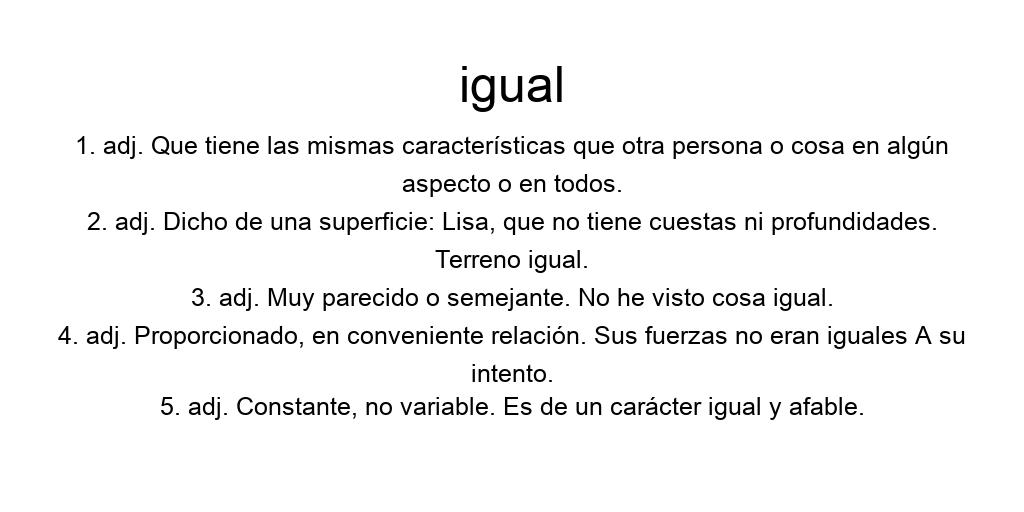 igual
1. adj. Que tiene las mismas características que otra persona o cosa en algún
aspecto o en todos.
2. adj. Dicho de una superficie: Lisa, que no tiene cuestas ni profundidades.
Terreno igual.
3. adj. Muy parecido o semejante. No he visto cosa igual.
4. adj. Proporcionado, en conveniente relación. Sus fuerzas no eran iguales A su
intento.
5. adj. Constante, no variable. Es de un carácter igual y afable.